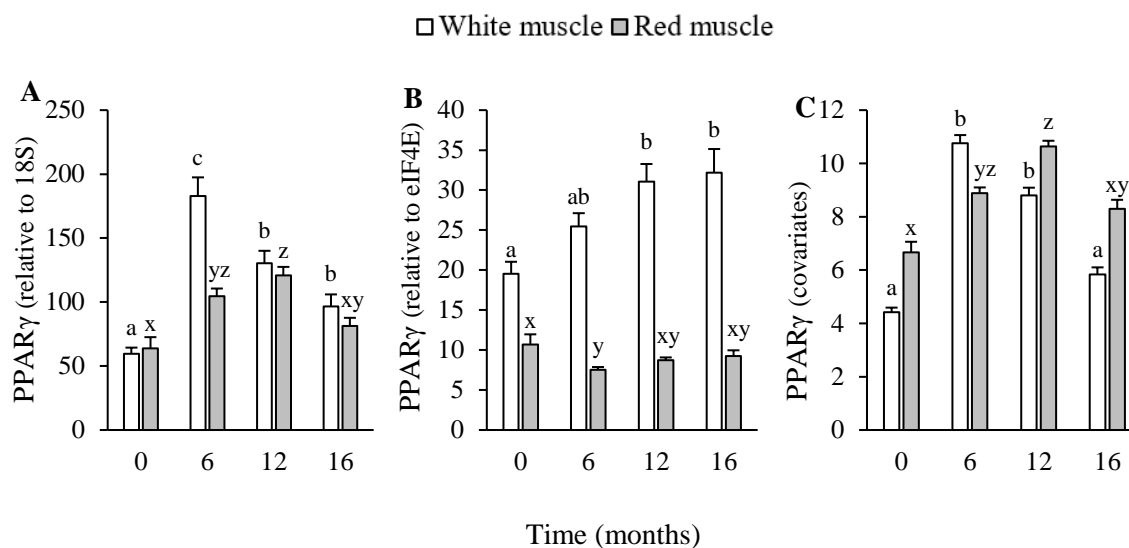 White muscle Red muscle
A
PPARγ (relative to 18S)
250
200
150
100
50
0
a
x
c
yz
b
z
b
xy
0 6 12 16
B
PPARγ (relative to eIF4E)
40
35
30
25
20
15
10
5
0
a
x
ab
y
b
xy
b
xy
0 6 12 16
C
PPARγ (covariates)
12
10
8
6
4
2
0
a
x
b
yz
b
z
a
xy
0 6 12 16
Time (months)